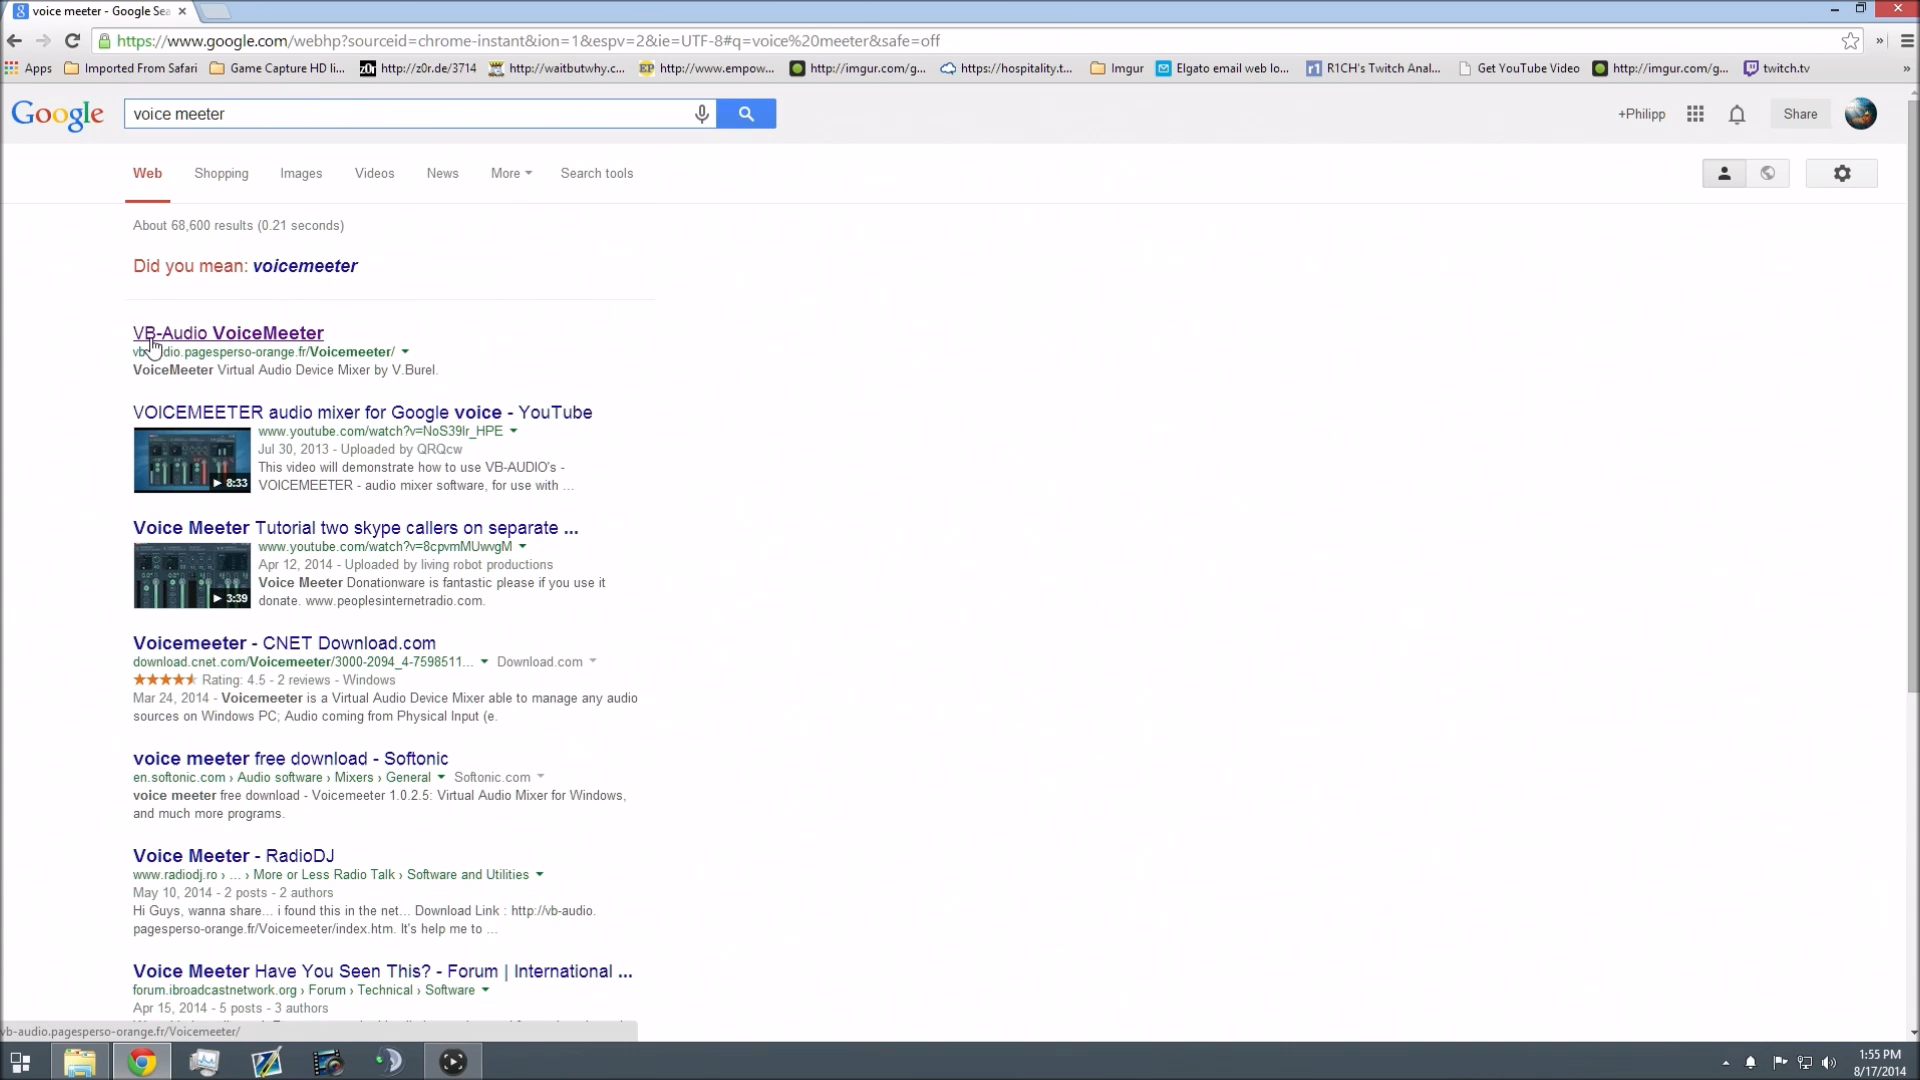 voice meeter - Google Sea
https://www.google.com/webhp?sourceid=chrome-instant&ion=1&espv=2&ie=UTF-8#q=voice%20meeter&safe=off
Apps Imported From Safari Game Capture HD li... z0r http://z0r.de/3714 http://waitbutwhy.c... EP http://www.empow... http://imgur.com/g... https://hospitality.t... Imgur Elgato email web lo... r1 R1CH's Twitch Anal... Get YouTube Video http://imgur.com/g... twitch.tv
Google voice meeter +Philipp Share
Web Shopping Images Videos News More Search tools
About 68,600 results (0.21 seconds)
Did you mean: voicemeeter
VB-Audio VoiceMeeter
dio.pagesperso-orange.fr/Voicemeeter/
VoiceMeeter Virtual Audio Device Mixer by V.Burel.
VOICEMEETER audio mixer for Google voice - YouTube
www.youtube.com/watch?v=NoS39lr_HPE
Jul 30, 2013 - Uploaded by QRQcw
This video will demonstrate how to use VB-AUDIO's -
8:33
VOICEMEETER - audio mixer software, for use with ...
Voice Meeter Tutorial two skype callers on separate ...
www.youtube.com/watch?v=8cpvmMUwvgM
Apr 12, 2014 - Uploaded by living robot productions
Voice Meeter Donationware is fantastic please if you use it
3:39
donate. www.peoplesinternetradio.com.
Voicemeeter - CNET Download.com
download.cnet.com/Voicemeeter/3000-2094_4-7598511... Download.com
Rating: 4.5 - 2 reviews - Windows
Mar 24, 2014 - Voicemeeter is a Virtual Audio Device Mixer able to manage any audio
sources on Windows PC; Audio coming from Physical Input (e.
voice meeter free download - Softonic
en.softonic.com › Audio software › Mixers › General Softonic.com
voice meeter free download - Voicemeeter 1.0.2.5: Virtual Audio Mixer for Windows,
and much more programs.
Voice Meeter - RadioDJ
www.radiodj.ro › ... › More or Less Radio Talk › Software and Utilities
May 10, 2014 - 2 posts - 2 authors
Hi Guys, wanna share... i found this in the net... Download Link : http://vb-audio.
pagesperso-orange.fr/Voicemeeter/index.htm. It's help me to ...
Voice Meeter Have You Seen This? - Forum | International ...
forum.ibroadcastnetwork.org › Forum › Technical › Software
Apr 15, 2014 - 5 posts - 3 authors
vb-audio.pagesperso-orange.fr/Voicemeeter/
1:55 PM
8/17/2014